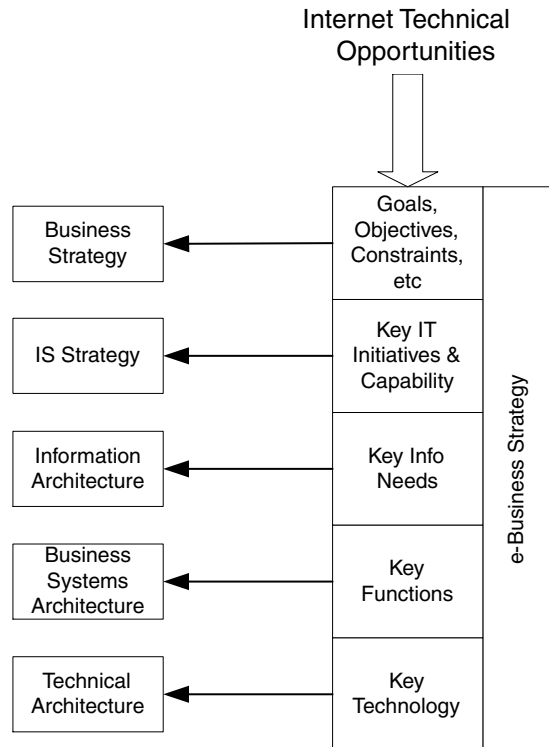 Internet Technical
Opportunities
Goals,
Objectives,
Constraints,
etc
Business
Strategy
Key IT
Initiatives &
Capability
IS Strategy
Key Info
Needs
Information
Architecture
Key
Functions
Business
Systems
Architecture
Key
Technology
Technical
Architecture
e-Business Strategy